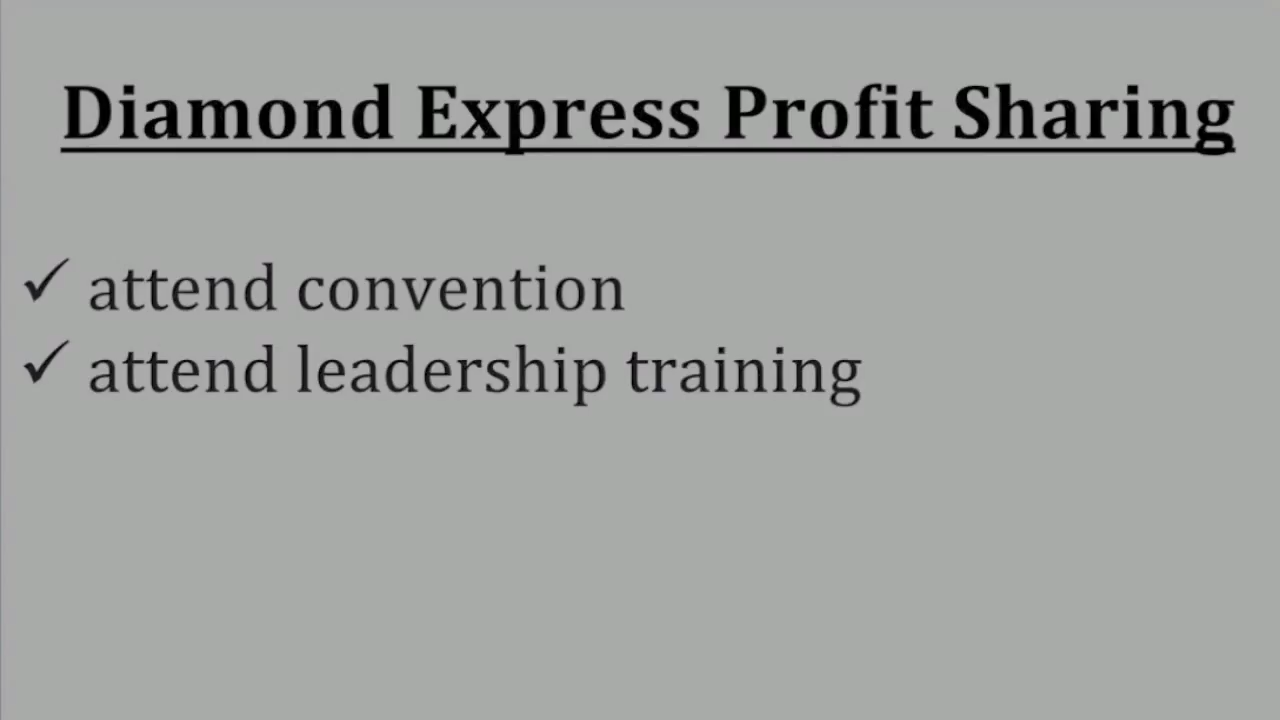 Diamond Express Profit Sharing
✓ attend convention
✓ attend leadership training